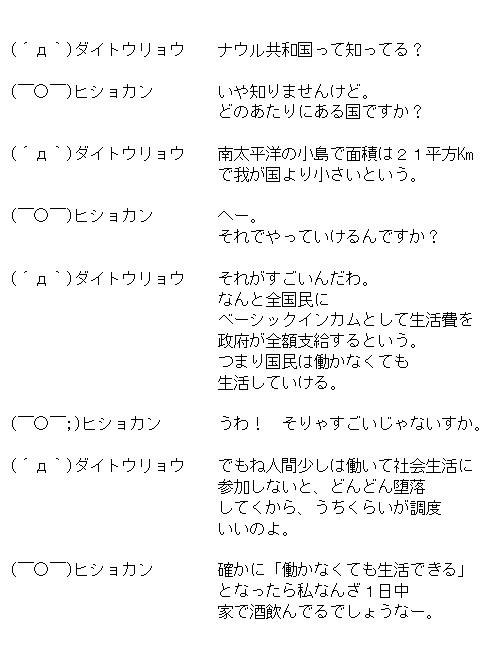 (´д｀)ダイトウリョウ　ナウル共和国って知ってる？
(￣○￣)ヒショカン　いや知りませんけど。
どのあたりにある国ですか？
(´д｀)ダイトウリョウ　南太平洋の小島で面積は２１平方Km
で我が国より小さいという。
(￣○￣)ヒショカン　へー。
それでやっていけるんですか？
(´д｀)ダイトウリョウ　それがすごいんだわ。
なんと全国民に
ベーシックインカムとして生活費を
政府が全額支給するという。
つまり国民は働かなくても
生活していける。
(￣○￣;)ヒショカン　うわ！　そりゃすごいじゃないすか。
(´д｀)ダイトウリョウ　でもね人間少しは働いて社会生活に
参加しないと、どんどん堕落
してくから、うちくらいが調度
いいのよ。
(￣○￣)ヒショカン　確かに「働かなくても生活できる」
となったら私なんざ１日中
家で酒飲んでるでしょうなー。